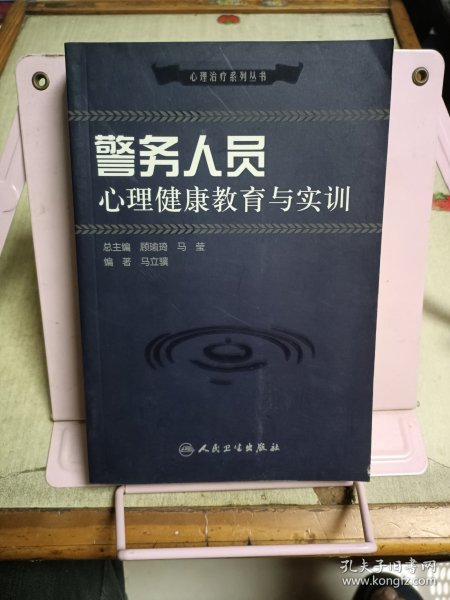 心理治疗系列丛书
警务人员
心理健康教育与实训
总主编 顾瑜琦 马莹
编著 马立骥
人民卫生出版社
孔夫子旧书网
www.kongfz.com